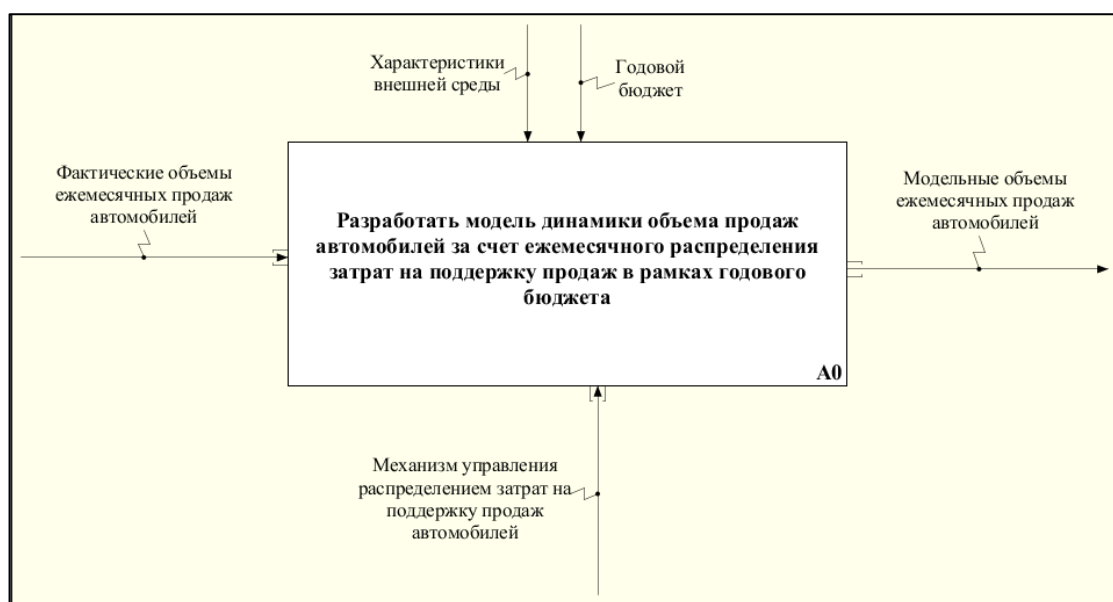 Характеристики
внешней среды
Годовой
бюджет
Фактические объемы
ежемесячных продаж
автомобилей
Разработать модель динамики объема продаж
автомобилей за счет ежемесячного распределения
затрат на поддержку продаж в рамках годового
бюджета
A0
Модельные объемы
ежемесячных продаж
автомобилей
Механизм управления
распределением затрат на
поддержку продаж
автомобилей